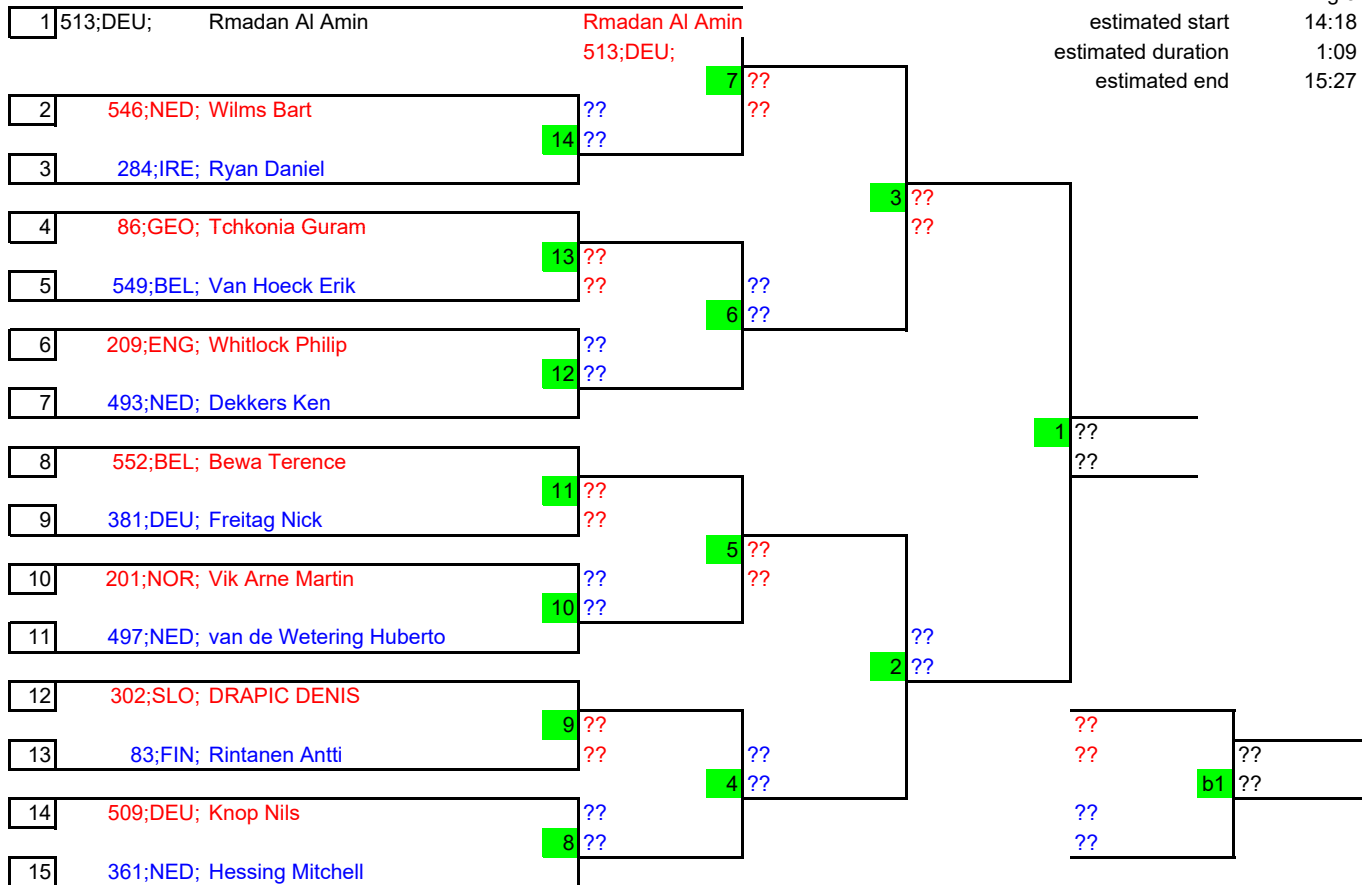 1 513;DEU; Rmadan Al Amin Rmadan Al Amin estimated start 14:18
513;DEU; estimated duration 1:09
7 ?? estimated end 15:27
2 546;NED; Wilms Bart ?? ??
14 ??
3 284;IRE; Ryan Daniel
3 ??
4 86;GEO; Tchkonia Guram ??
13 ??
5 549;BEL; Van Hoeck Erik ?? ??
6 ??
6 209;ENG; Whitlock Philip ??
12 ??
7 493;NED; Dekkers Ken
1 ??
8 552;BEL; Bewa Terence ??
11 ??
9 381;DEU; Freitag Nick ??
5 ??
10 201;NOR; Vik Arne Martin ?? ??
10 ??
11 497;NED; van de Wetering Huberto ??
2 ??
12 302;SLO; DRAPIC DENIS
9 ?? ??
13 83;FIN; Rintanen Antti ?? ?? ?? ??
4 ?? b1 ??
14 509;DEU; Knop Nils ?? ??
8 ?? ??
15 361;NED; Hessing Mitchell